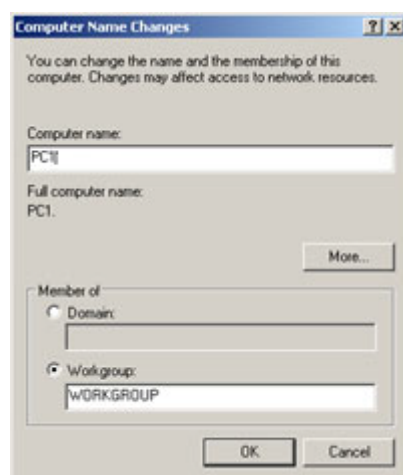 Computer Name Changes
You can change the name and the membership of this
computer. Changes may affect access to network resources.
Computer name:
PC1
Full computer name:
PC1.
More...
Member of
Domain:
Workgroup:
WORKGROUP
OK
Cancel